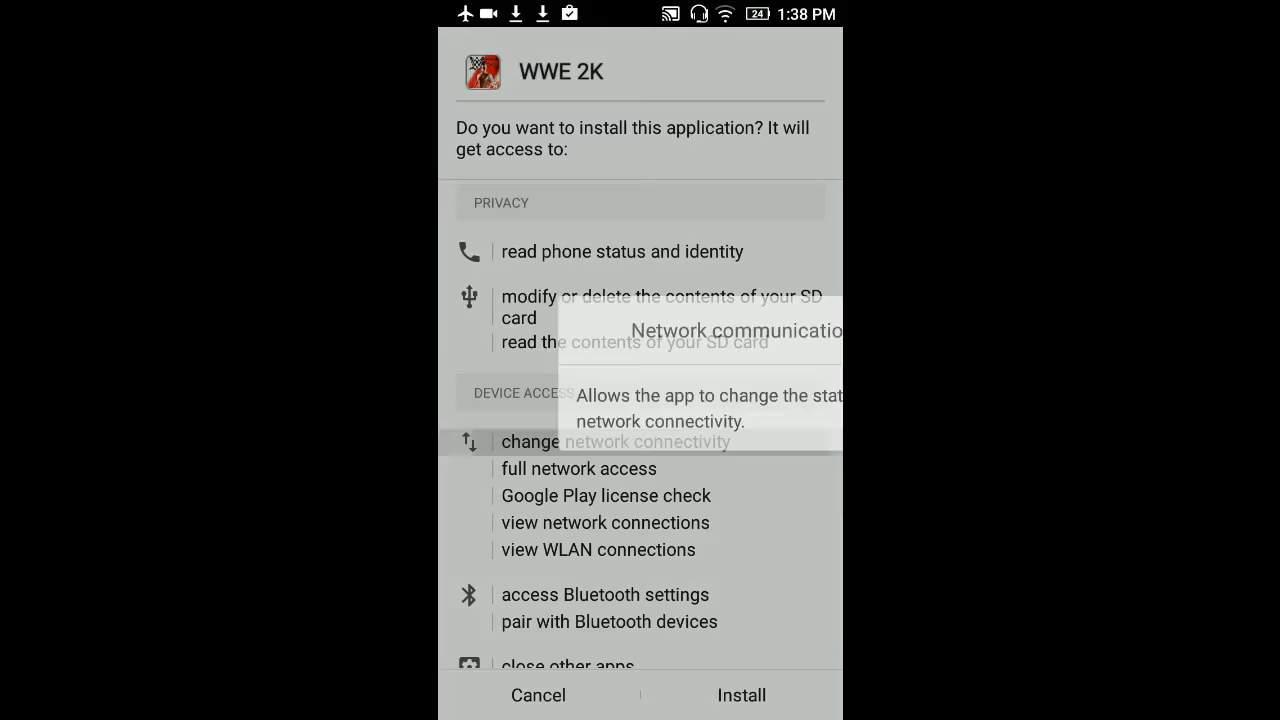 24 1:38 PM
WWE 2K
Do you want to install this application? It will
get access to:
PRIVACY
read phone status and identity
modify or delete the contents of your SD
card
read the contents of your SD card
Network communicatio
DEVICE ACCESS
Allows the app to change the stat
network connectivity.
change network connectivity
full network access
Google Play license check
view network connections
view WLAN connections
access Bluetooth settings
pair with Bluetooth devices
close other apps
Cancel Install